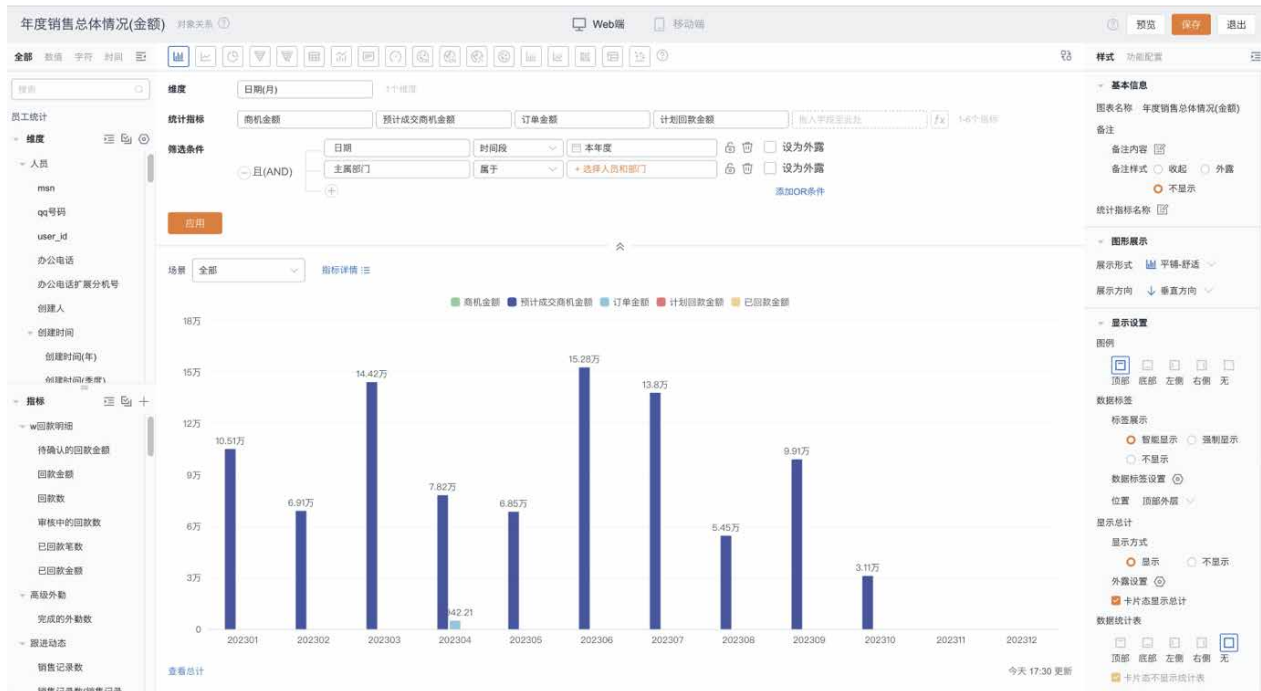 年度销售总体情况(金额) 对象关系
Web端 移动端
预览 保存 退出
全部 数值 字符 时间
搜索
员工统计
维度
人员
msn
qq号码
user_id
办公电话
办公电话扩展分机号
创建人
创建时间
创建时间(年)
创建时间(季度)
指标
w回款明细
待确认的回款金额
回款金额
回款数
审核中的回款数
已回款笔数
已回款金额
高级外勤
完成的外勤数
跟进动态
销售记录数
销售记录数(销售记录
维度 日期(月) 1个维度
统计指标 商机金额 预计成交商机金额 订单金额 计划回款金额 拖入字段至此处 fx 1-6个指标
筛选条件
且(AND)
日期 时间段 本年度 设为外露
主属部门 属于 + 选择人员和部门 设为外露
添加OR条件
应用
场景 全部 指标详情
商机金额 预计成交商机金额 订单金额 计划回款金额 已回款金额
18万
15万
12万
9万
6万
3万
0
10.51万
6.91万
14.42万
7.82万
942.21
6.85万
15.28万
13.8万
5.45万
9.91万
3.11万
202301 202302 202303 202304 202305 202306 202307 202308 202309 202310 202311 202312
查看总计
今天 17:30 更新
样式 功能配置
基本信息
图表名称 年度销售总体情况(金额)
备注
备注内容
备注样式 收起 外露
不显示
统计指标名称
图形展示
展示形式 平铺-舒适
展示方向 垂直方向
显示设置
图例
顶部 底部 左侧 右侧 无
数据标签
标签展示
智能显示 强制显示
不显示
数据标签设置
位置 顶部外层
显示总计
显示方式
显示 不显示
外露设置
卡片态显示总计
数据统计表
顶部 底部 左侧 右侧 无
卡片态不显示统计表